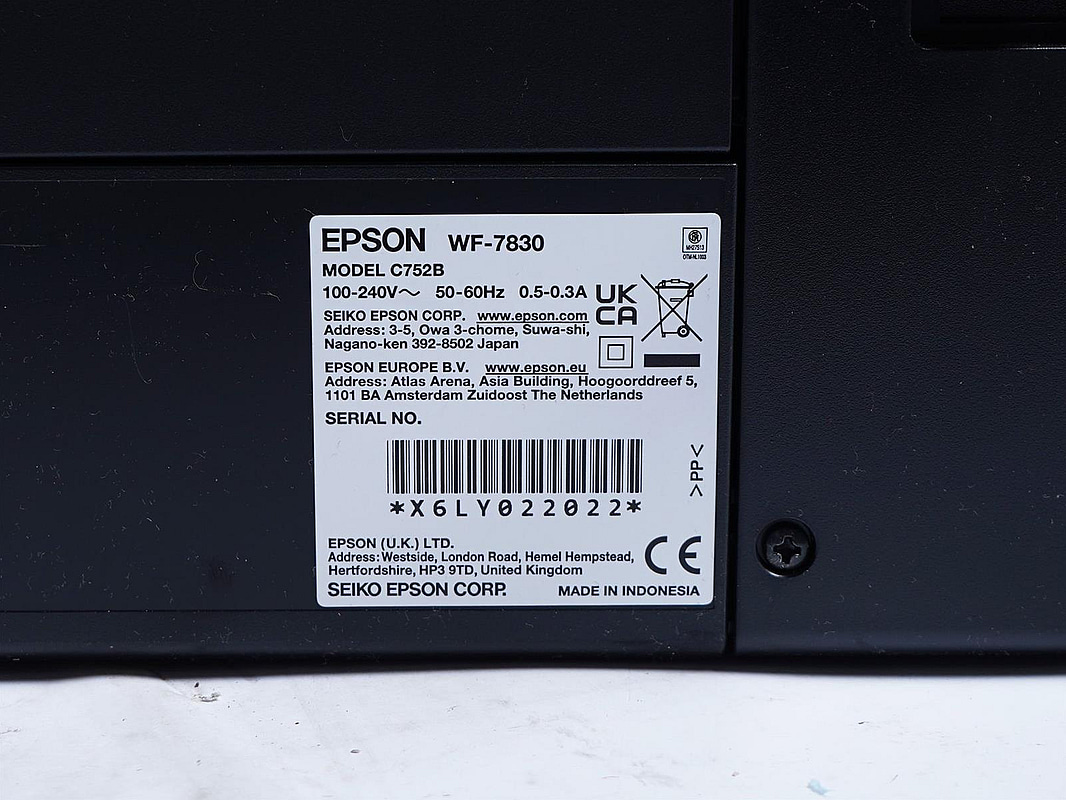 EPSON WF-7830
MODEL C752B
100-240V～ 50-60Hz 0.5-0.3A
SEIKO EPSON CORP. www.epson.com
Address: 3-5, Owa 3-chome, Suwa-shi,
Nagano-ken 392-8502 Japan
UK
CA
EPSON EUROPE B.V. www.epson.eu
Address: Atlas Arena, Asia Building, Hoogoorddreef 5,
1101 BA Amsterdam Zuidoost The Netherlands
SERIAL NO.
*X6LY022022*
>PP<
EPSON (U.K.) LTD.
Address: Westside, London Road, Hemel Hempstead,
Hertfordshire, HP3 9TD, United Kingdom
CE
SEIKO EPSON CORP. MADE IN INDONESIA